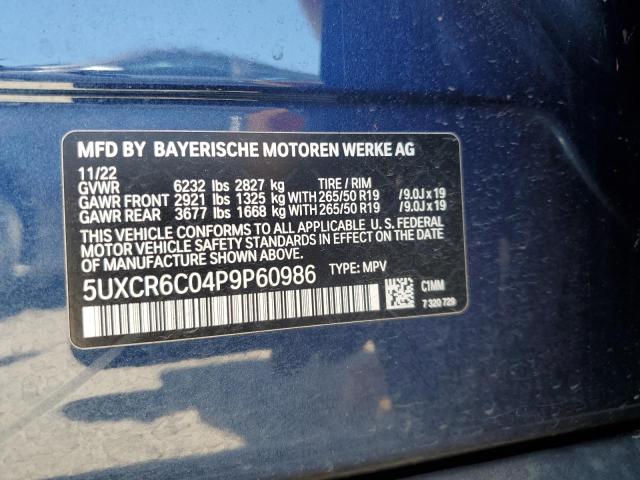 MFD BY BAYERISCHE MOTOREN WERKE AG
11/22
GVWR 6232 lbs 2827 kg TIRE / RIM
GAWR FRONT 2921 lbs 1325 kg WITH 265/50 R19 /9.0J x 19
GAWR REAR 3677 lbs 1668 kg WITH 265/50 R19 /9.0J x 19
THIS VEHICLE CONFORMS TO ALL APPLICABLE U. S. FEDERAL
MOTOR VEHICLE SAFETY STANDARDS IN EFFECT ON THE DATE
OF MANUFACTURE SHOWN ABOVE.
5UXCR6C04P9P60986 TYPE: MPV
C1MM
7 320 729